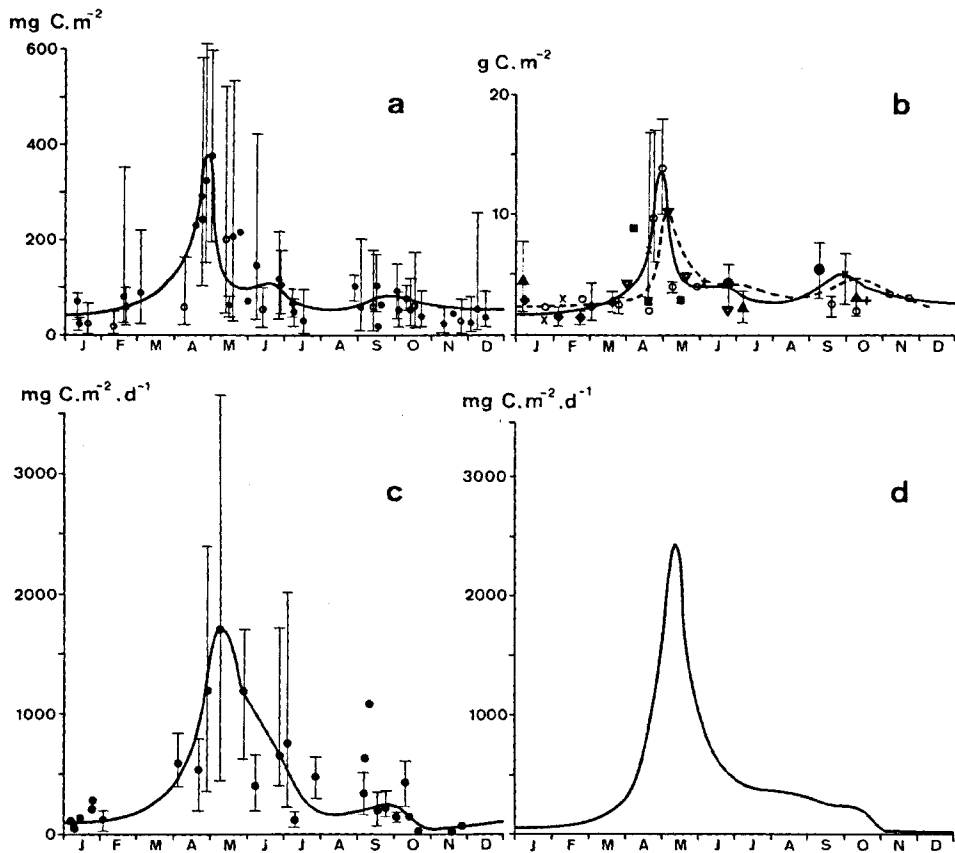 mg C.m⁻²
600
400
200
0
a
J F M A M J J A S O N D
g C.m⁻²
20
10
0
b
J F M A M J J A S O N D
mg C.m⁻².d⁻¹
3000
2000
1000
0
c
J F M A M J J A S O N D
mg C.m⁻².d⁻¹
3000
2000
1000
0
d
J F M A M J J A S O N D